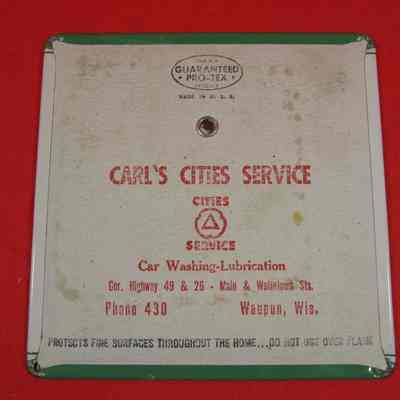 GUARANTEED
PRO-TEX
MADE IN U. S. A.
CARL'S CITIES SERVICE
CITIES
SERVICE
Car Washing-Lubrication
Cor. Highway 49 & 26 - Main & Sts.
Phone 430 Waupun, Wis.
PROTECTS FINE SURFACES THROUGHOUT THE HOME...DO NOT USE OVER FLAME